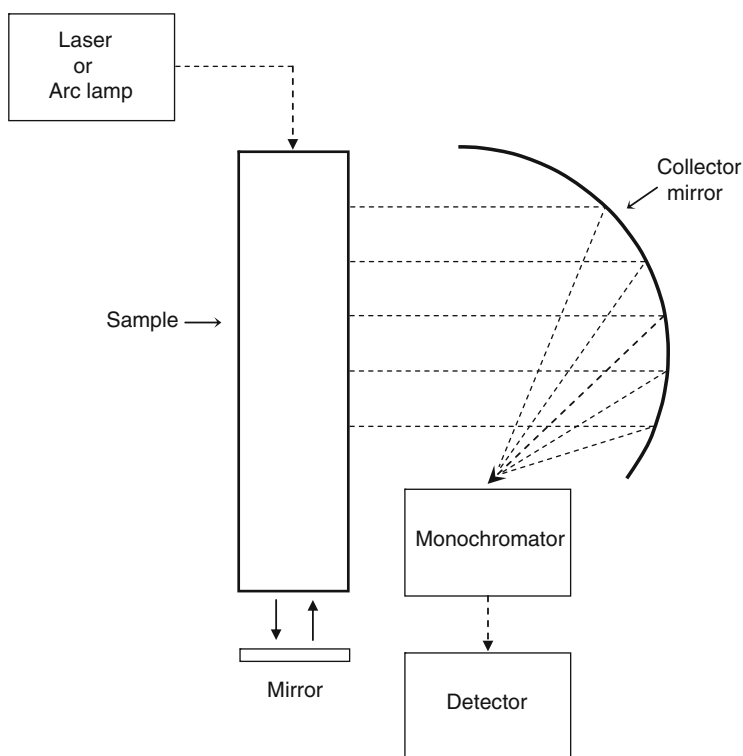 Laser
or
Arc lamp
Collector
mirror
Sample
Monochromator
Mirror
Detector